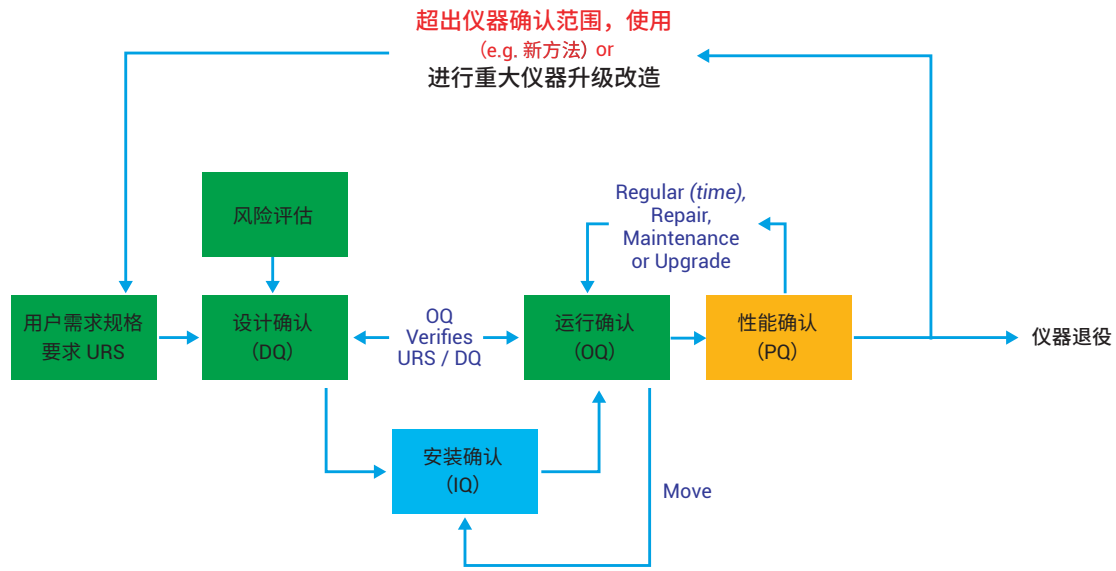 超出仪器确认范围，使用
（e.g. 新方法）or
进行重大仪器升级改造
风险评估
Regular (time),
Repair,
Maintenance
or Upgrade
用户需求规格
要求 URS
设计确认
（DQ）
OQ
Verifies
URS / DQ
运行确认
（OQ）
性能确认
（PQ）
仪器退役
安装确认
（IQ）
Move